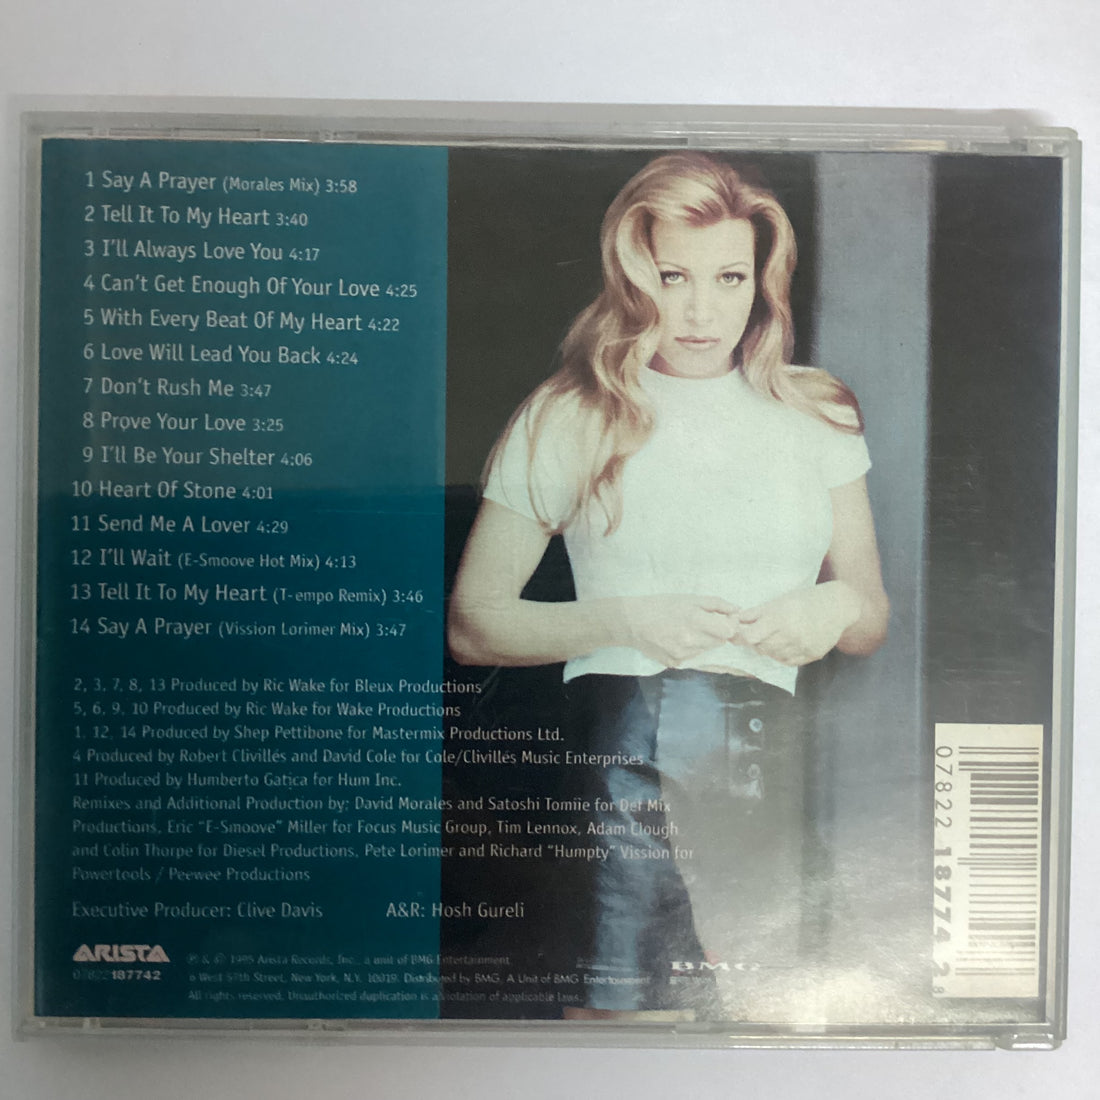 1 Say A Prayer (Morales Mix) 3:58
2 Tell It To My Heart 3:40
3 I'll Always Love You 4:17
4 Can't Get Enough Of Your Love 4:25
5 With Every Beat Of My Heart 4:22
6 Love Will Lead You Back 4:24
7 Don't Rush Me 3:47
8 Prove Your Love 3:25
9 I'll Be Your Shelter 4:06
10 Heart Of Stone 4:01
11 Send Me A Lover 4:29
12 I'll Wait (E-Smoove Hot Mix) 4:13
13 Tell It To My Heart (T-empo Remix) 3:46
14 Say A Prayer (Vission Lorimer Mix) 3:47
2, 3, 7, 8, 13 Produced by Ric Wake for Bleux Productions
5, 6, 9, 10 Produced by Ric Wake for Wake Productions
1, 12, 14 Produced by Shep Pettibone for Mastermix Productions Ltd.
4 Produced by Robert Clivillés and David Cole for Cole/Clivillés Music Enterprises
11 Produced by Humberto Gatica for Hum Inc.
Remixes and Additional Production by: David Morales and Satoshi Tomiie for Def Mix
Productions, Eric "E-Smoove" Miller for Focus Music Group, Tim Lennox, Adam Clough
and Colin Thorpe for Diesel Productions, Pete Lorimer and Richard "Humpty" Vission for
Powertools / Peewee Productions
Executive Producer: Clive Davis A&R: Hosh Gureli
ARISTA
07822 187742
℗ & © 1995 Arista Records, Inc., a unit of BMG Entertainment,
6 West 57th Street, New York, N.Y. 10019. Distributed by BMG, A Unit of BMG Entertainment
All rights reserved. Unauthorized duplication is a violation of applicable laws.
BMG
0 7822 18774 2 8